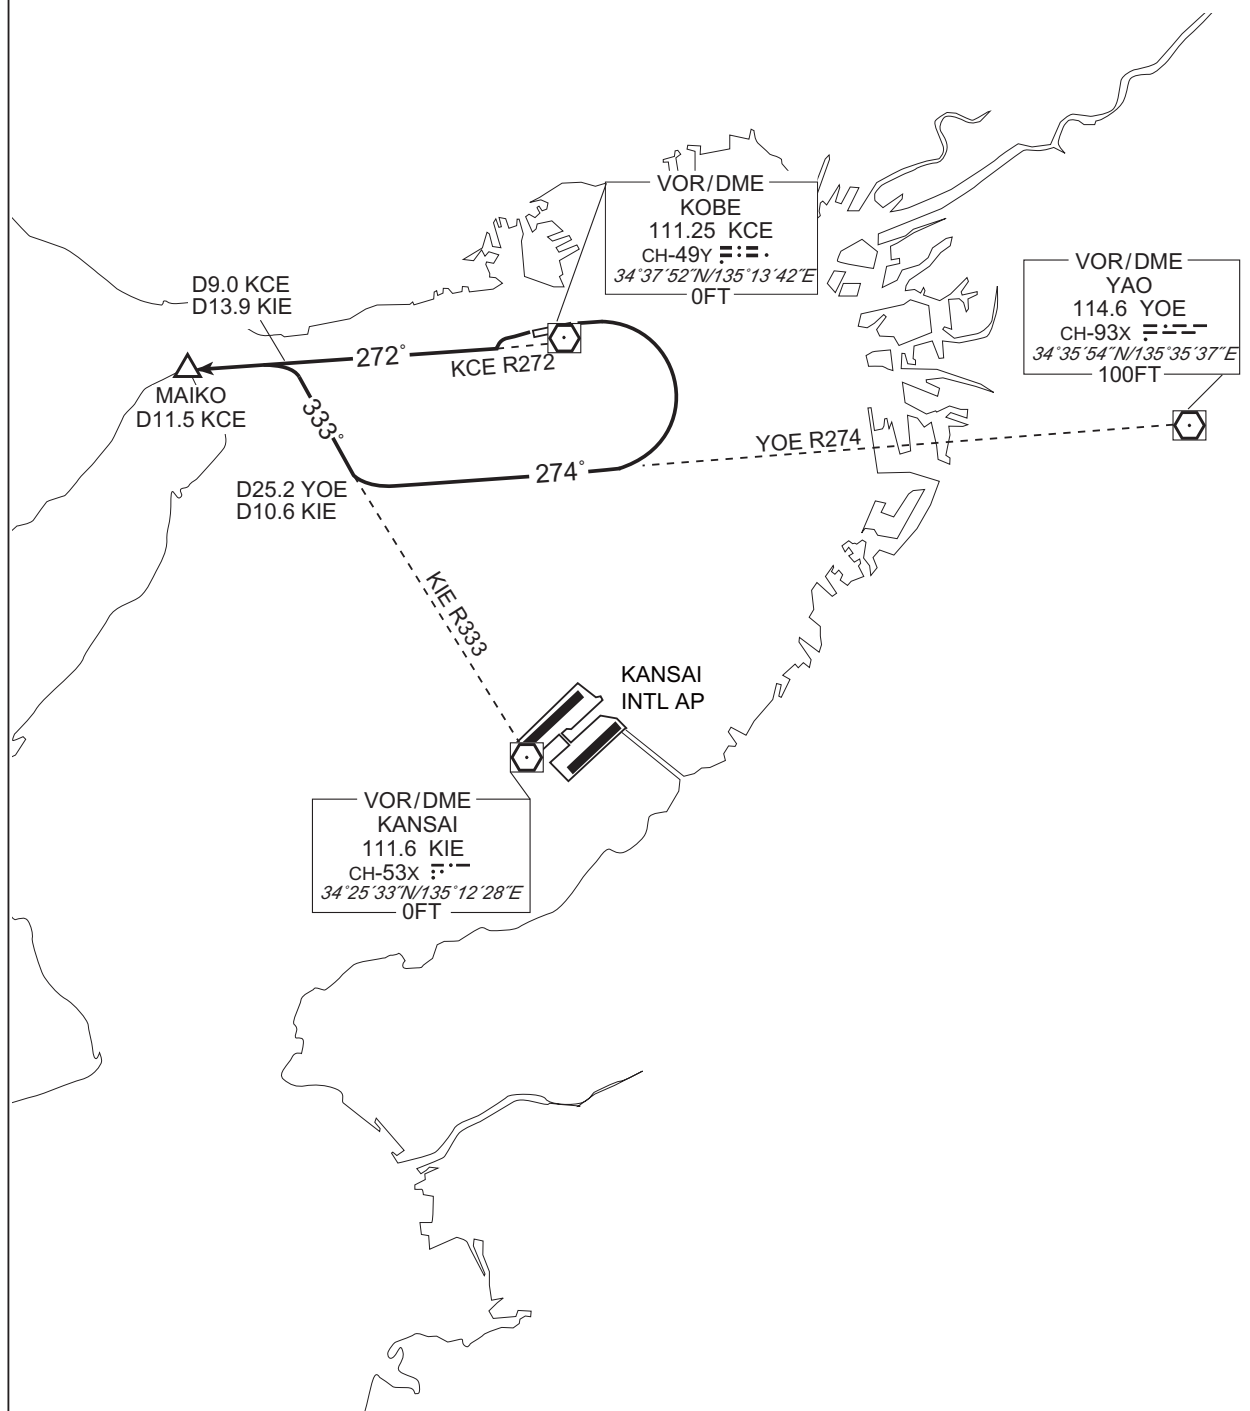 VOR/DME
KOBE
111.25 KCE
CH-49Y
34°37´52˝N/135°13´42˝E
0FT
VOR/DME
YAO
114.6 YOE
CH-93X
34°35´54˝N/135°35´37˝E
100FT
D9.0 KCE
D13.9 KIE
272°
KCE R272
MAIKO
D11.5 KCE
333°
YOE R274
274°
D25.2 YOE
D10.6 KIE
KIE R333
KANSAI
INTL AP
VOR/DME
KANSAI
111.6 KIE
CH-53X
34°25´33˝N/135°12´28˝E
0FT